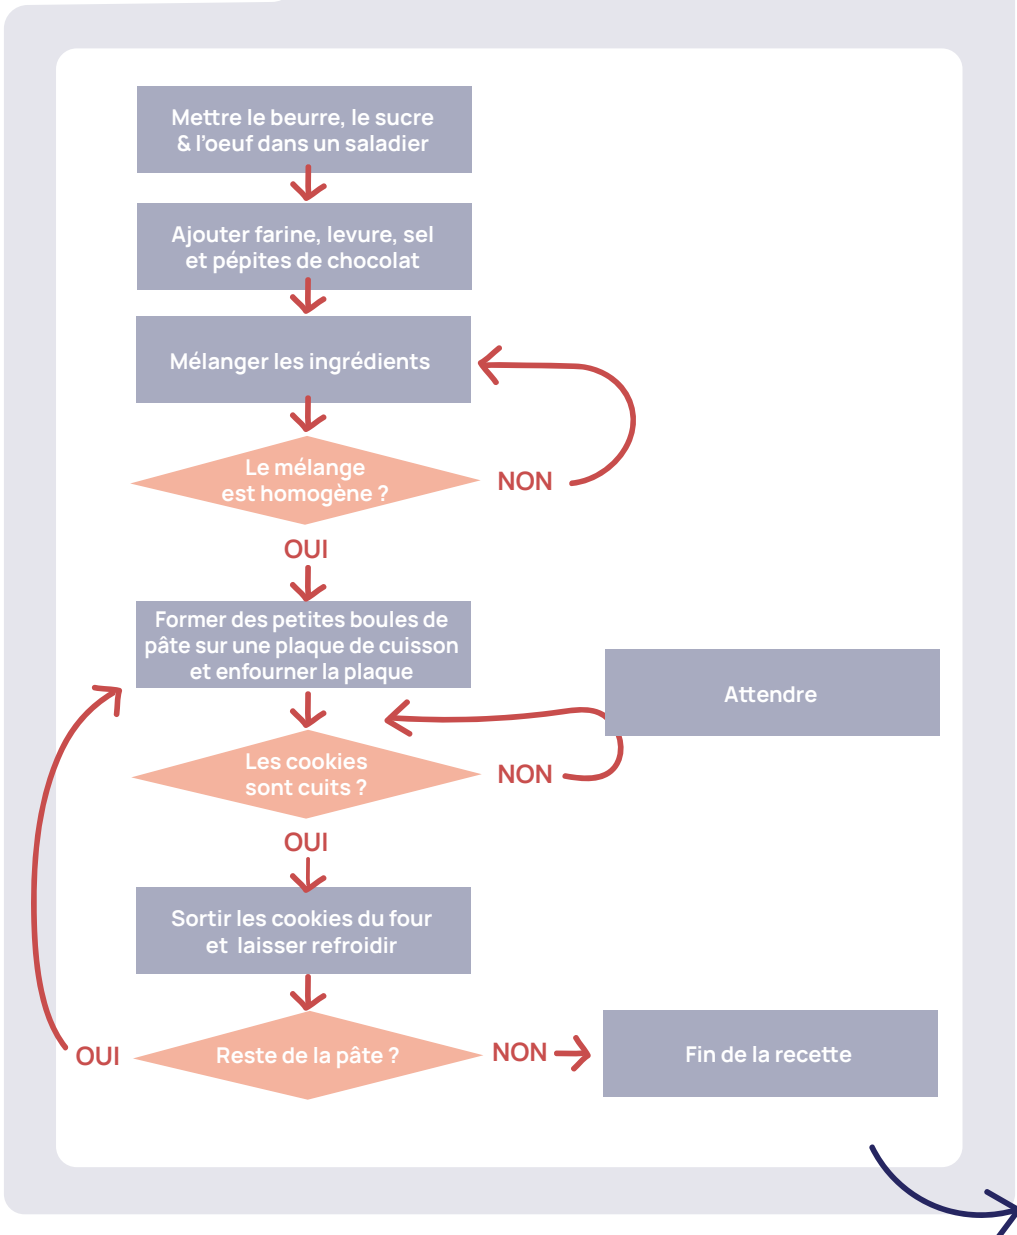 Mettre le beurre, le sucre
& l'oeuf dans un saladier
Ajouter farine, levure, sel
et pépites de chocolat
Mélanger les ingrédients
Le mélange
est homogène ?
NON
OUI
Former des petites boules de
pâte sur une plaque de cuisson
et enfourner la plaque
Attendre
Les cookies
sont cuits ?
NON
OUI
Sortir les cookies du four
et laisser refroidir
OUI
Reste de la pâte ?
NON
Fin de la recette